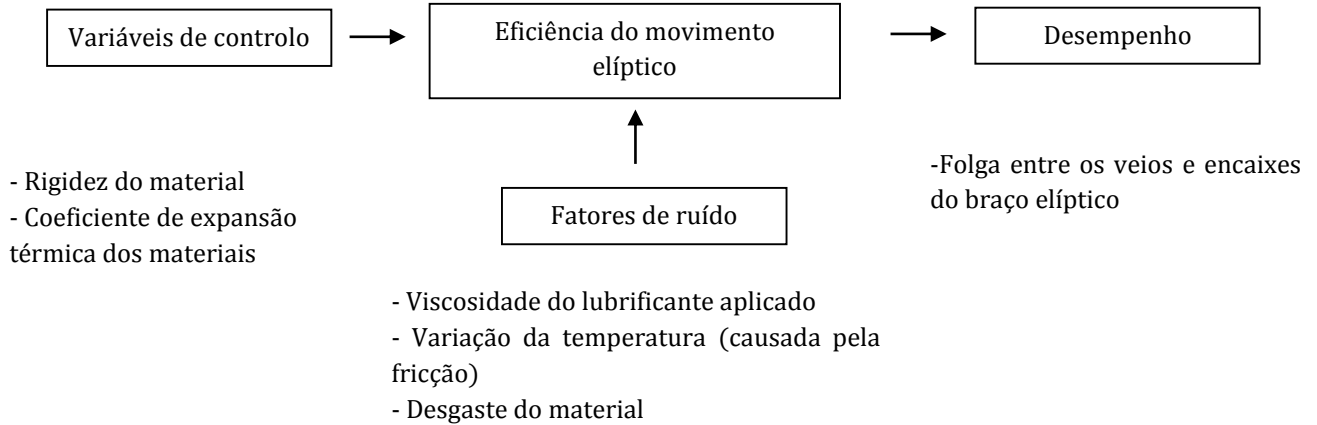 Variáveis de controlo
Eficiência do movimento
elíptico
Desempenho
- Rigidez do material
- Coeficiente de expansão
térmica dos materiais
-Folga entre os veios e encaixes
do braço elíptico
Fatores de ruído
- Viscosidade do lubrificante aplicado
- Variação da temperatura (causada pela
fricção)
- Desgaste do material